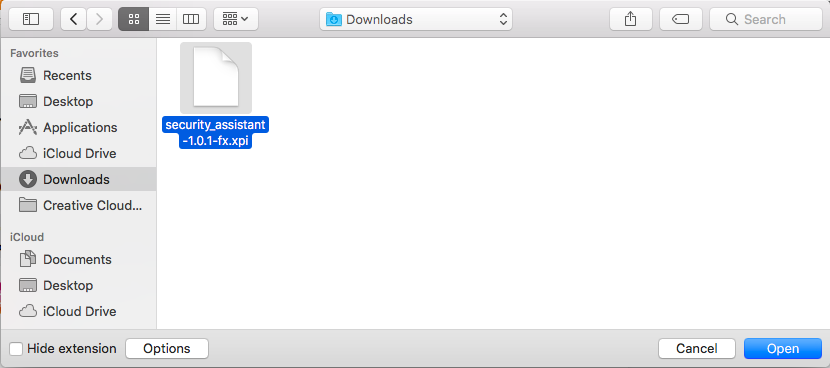 Downloads
Search
Favorites
Recents
Desktop
Applications
iCloud Drive
Downloads
Creative Cloud...
iCloud
Documents
Desktop
iCloud Drive
security_assistant
-1.0.1-fx.xpi
Hide extension
Options
Cancel
Open